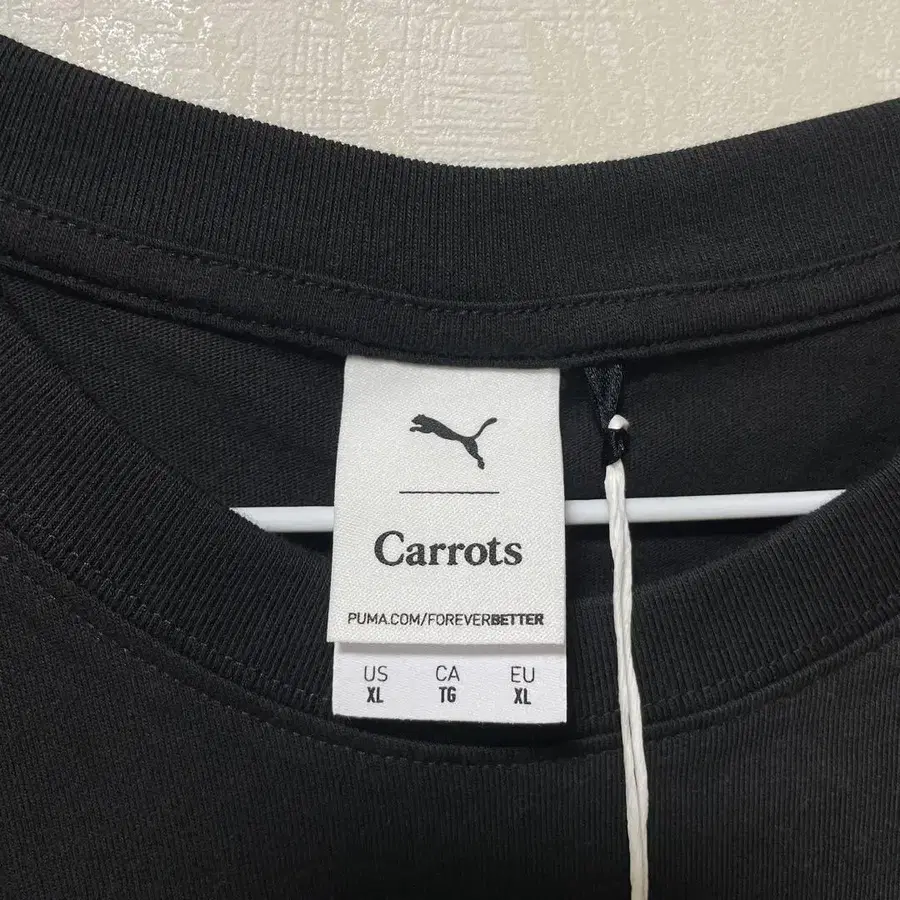 Carrots
PUMA.COM/FOREVERBETTER
US CA EU
XL TG XL